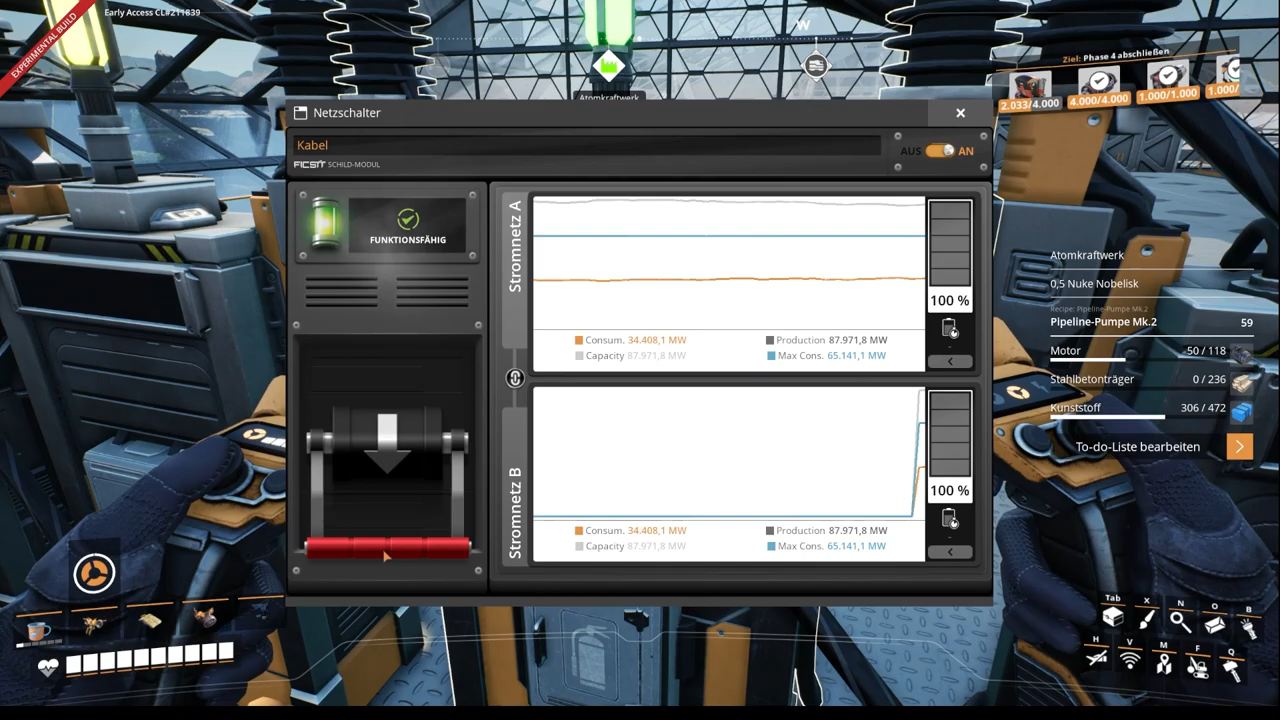 Early Access CL#211839
EXPERIMENTAL BUILD
W
Atomkraftwerk
Ziel: Phase 4 abschließen
2.033/4.000
4.000/4.000
1.000/1.000
1.000/
Netzschalter
Kabel
AUS
AN
FICSIT SCHILD-MODUL
FUNKTIONSFÄHIG
Stromnetz A
100 %
Consum. 34.408,1 MW
Production 87.971,8 MW
Capacity 87.971,8 MW
Max Cons. 65.141,1 MW
Stromnetz B
100 %
Consum. 34.408,1 MW
Production 87.971,8 MW
Capacity 87.971,8 MW
Max Cons. 65.141,1 MW
Atomkraftwerk
0,5 Nuke Nobelisk
Recipe: Pipeline-Pumpe Mk.2
Pipeline-Pumpe Mk.2 59
Motor 50 / 118
Stahlbetonträger 0 / 236
Kunststoff 306 / 472
To-do-Liste bearbeiten
Tab X N O B
H V M F Q